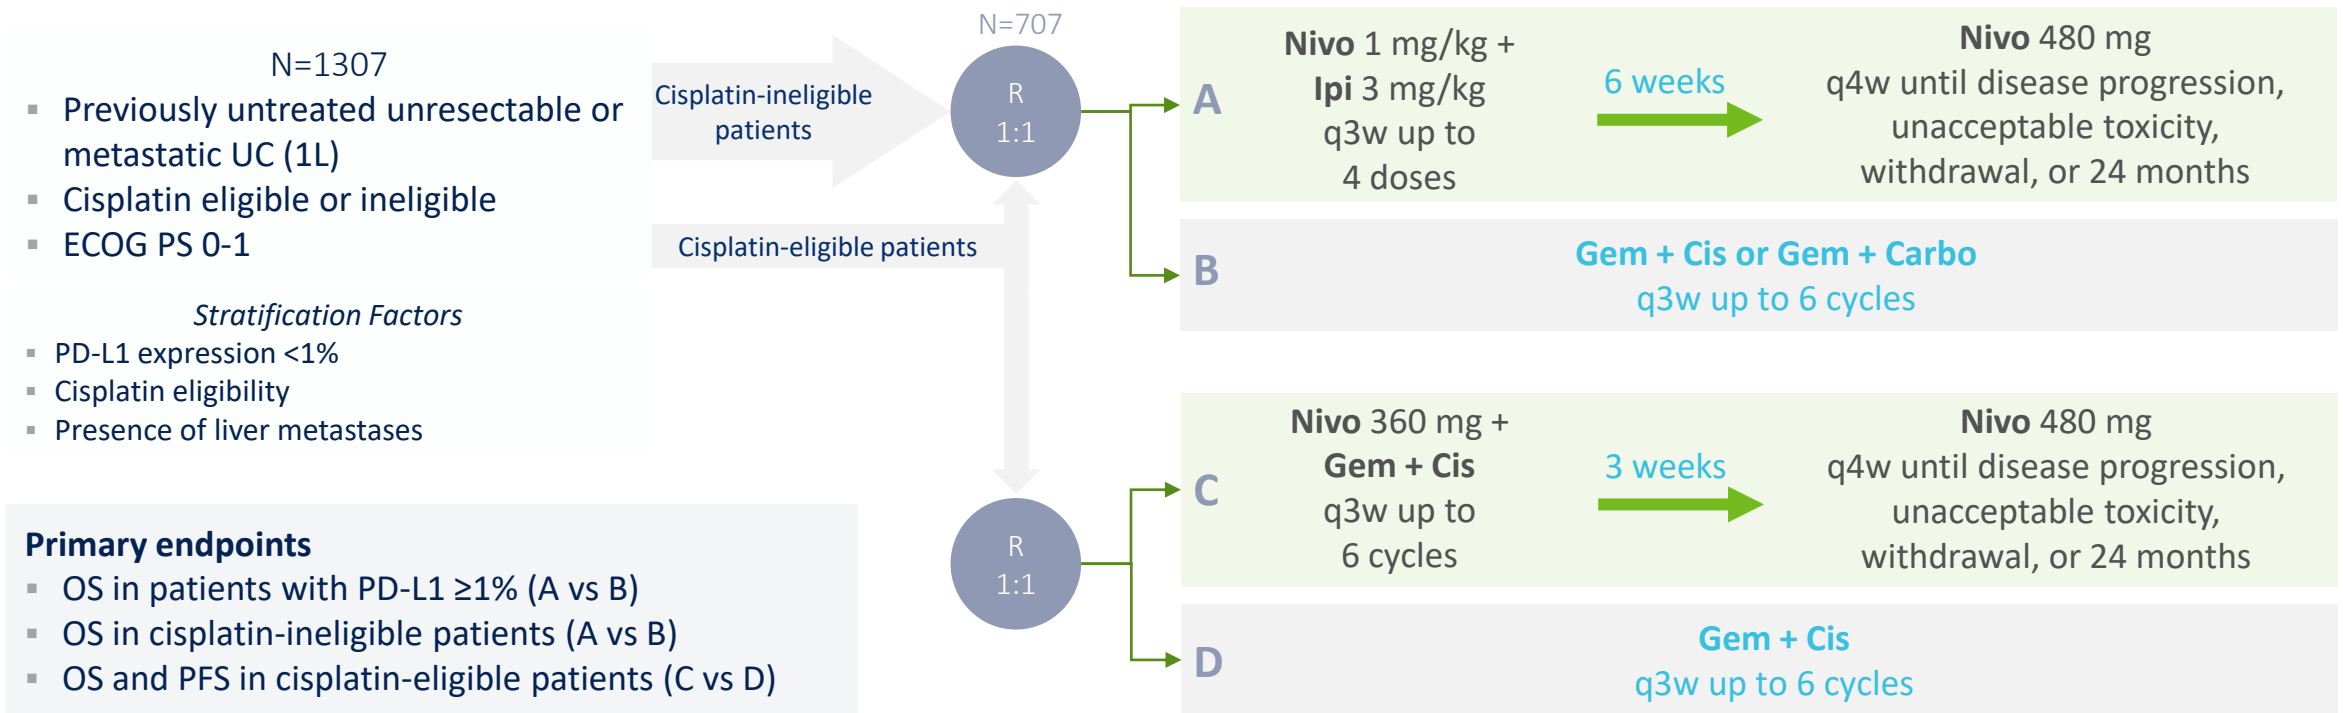 N=1307
▪ Previously untreated unresectable or
metastatic UC (1L)
▪ Cisplatin eligible or ineligible
▪ ECOG PS 0-1
Stratification Factors
▪ PD-L1 expression <1%
▪ Cisplatin eligibility
▪ Presence of liver metastases
Primary endpoints
▪ OS in patients with PD-L1 ≥1% (A vs B)
▪ OS in cisplatin-ineligible patients (A vs B)
▪ OS and PFS in cisplatin-eligible patients (C vs D)
Cisplatin-ineligible
patients
Cisplatin-eligible patients
N=707
R
1:1
R
1:1
A
Nivo 1 mg/kg +
Ipi 3 mg/kg
q3w up to
4 doses
6 weeks
Nivo 480 mg
q4w until disease progression,
unacceptable toxicity,
withdrawal, or 24 months
B
Gem + Cis or Gem + Carbo
q3w up to 6 cycles
C
Nivo 360 mg +
Gem + Cis
q3w up to
6 cycles
3 weeks
Nivo 480 mg
q4w until disease progression,
unacceptable toxicity,
withdrawal, or 24 months
D
Gem + Cis
q3w up to 6 cycles